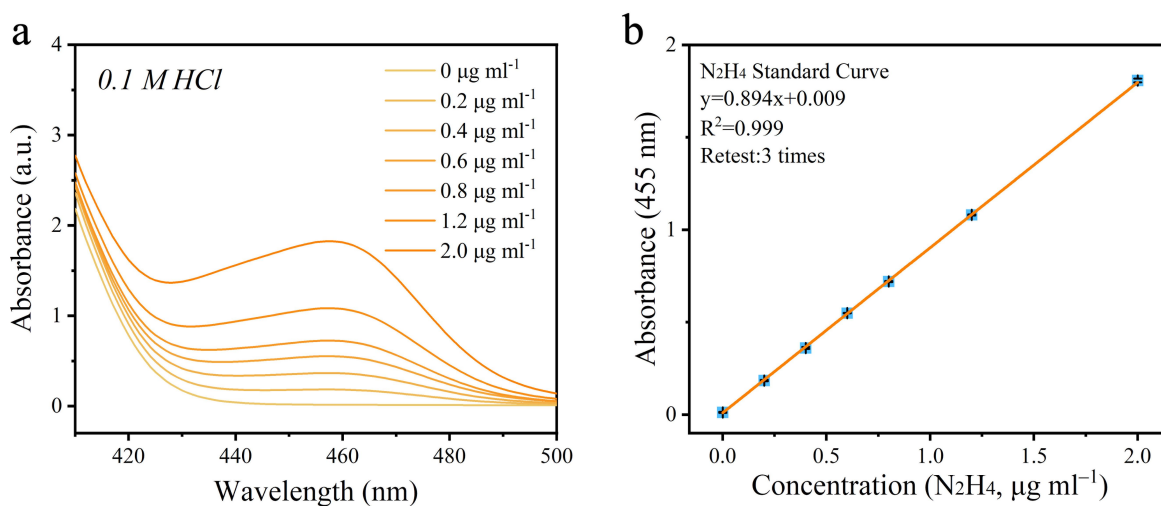 a
0.1 M HCl
0 μg ml⁻¹
0.2 μg ml⁻¹
0.4 μg ml⁻¹
0.6 μg ml⁻¹
0.8 μg ml⁻¹
1.2 μg ml⁻¹
2.0 μg ml⁻¹
Absorbance (a.u.)
4
3
2
1
0
420
440
460
480
500
Wavelength (nm)
b
N₂H₄ Standard Curve
y=0.894x+0.009
R²=0.999
Retest:3 times
Absorbance (455 nm)
2
1
0
0.0
0.5
1.0
1.5
2.0
Concentration (N₂H₄, μg ml⁻¹)